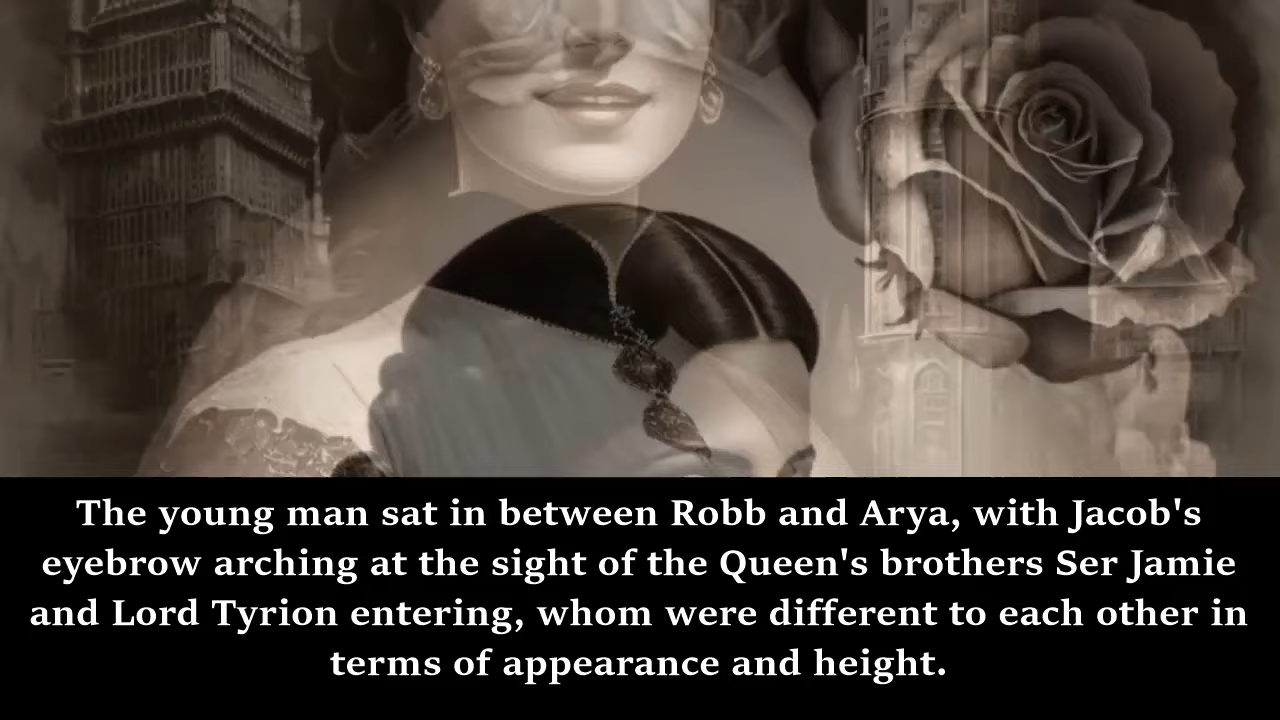 The young man sat in between Robb and Arya, with Jacob's
eyebrow arching at the sight of the Queen's brothers Ser Jamie
and Lord Tyrion entering, whom were different to each other in
terms of appearance and height.